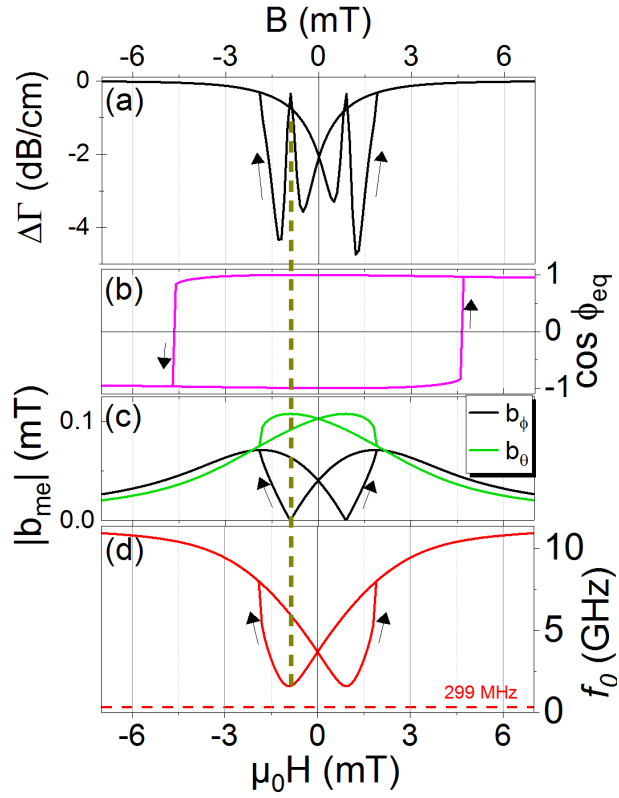 B (mT)
-6 -3 0 3 6
(a)
0
-2
-4
ΔΓ (dB/cm)
(b)
1
0
-1
cos ϕeq
(c)
0.1
0.0
|bme| (mT)
bϕ
bθ
(d)
10
5
0
f0 (GHz)
299 MHz
-6 -3 0 3 6
μ0H (mT)